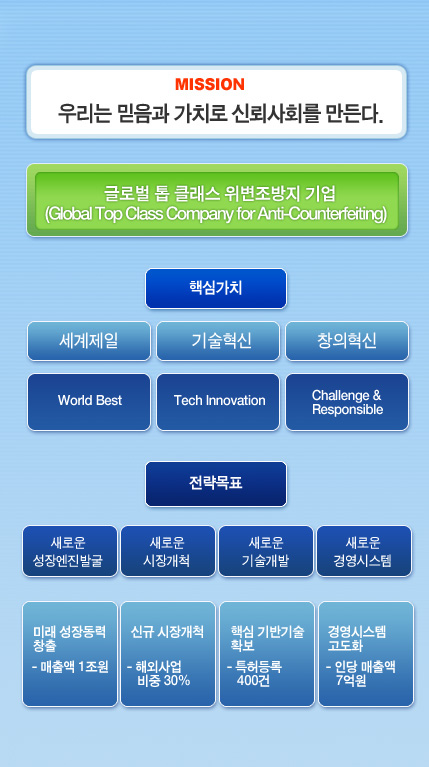 MISSION
우리는 믿음과 가치로 신뢰사회를 만든다.
글로벌 톱 클래스 위변조방지 기업
(Global Top Class Company for Anti-Counterfeiting)
핵심가치
세계제일
기술혁신
창의혁신
World Best
Tech Innovation
Challenge &
Responsible
전략목표
새로운
성장엔진발굴
새로운
시장개척
새로운
기술개발
새로운
경영시스템
미래 성장동력
창출
- 매출액 1조원
신규 시장개척
- 해외사업
비중 30%
핵심 기반기술
확보
- 특허등록
400건
경영시스템
고도화
- 인당 매출액
7억원